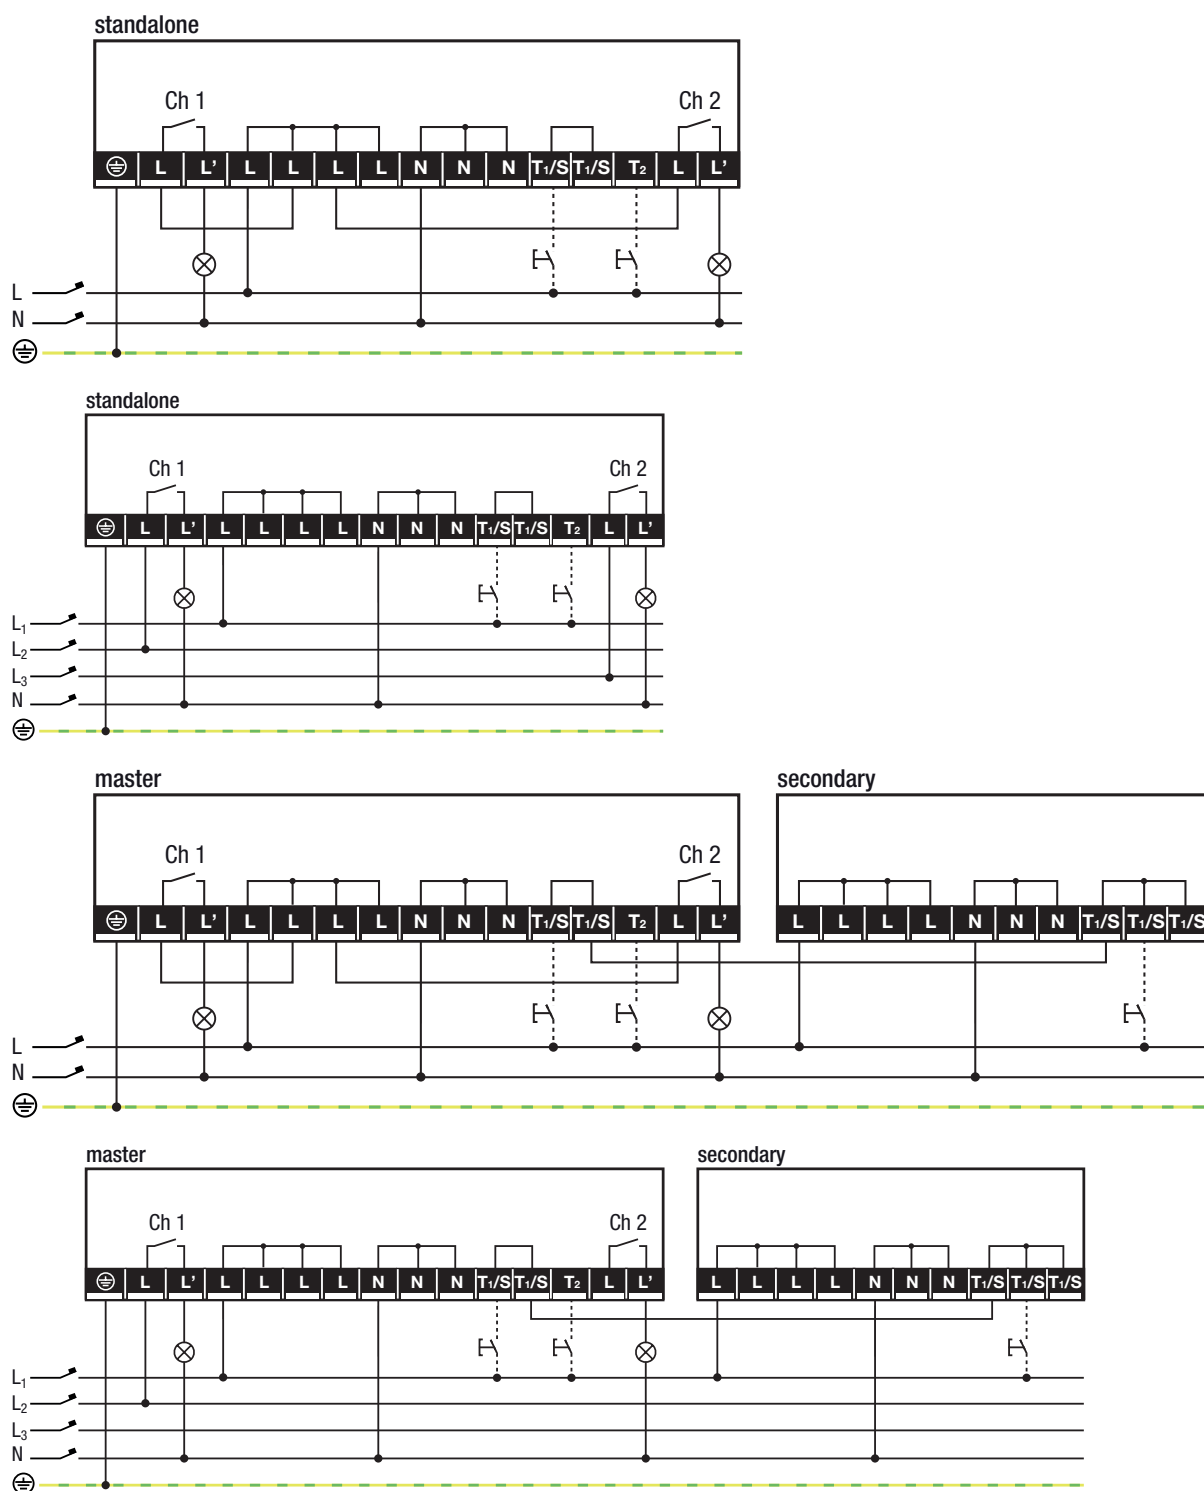 standalone
Ch 1 Ch 2
L L' L L L L N N N T1/S T1/S T2 L L'
L
N
standalone
Ch 1 Ch 2
L L' L L L L N N N T1/S T1/S T2 L L'
L1
L2
L3
N
master secondary
Ch 1 Ch 2
L L' L L L L N N N T1/S T1/S T2 L L' L L L L N N N T1/S T1/S T1/S
L
N
master secondary
Ch 1 Ch 2
L L' L L L L N N N T1/S T1/S T2 L L' L L L L N N N T1/S T1/S T1/S
L1
L2
L3
N